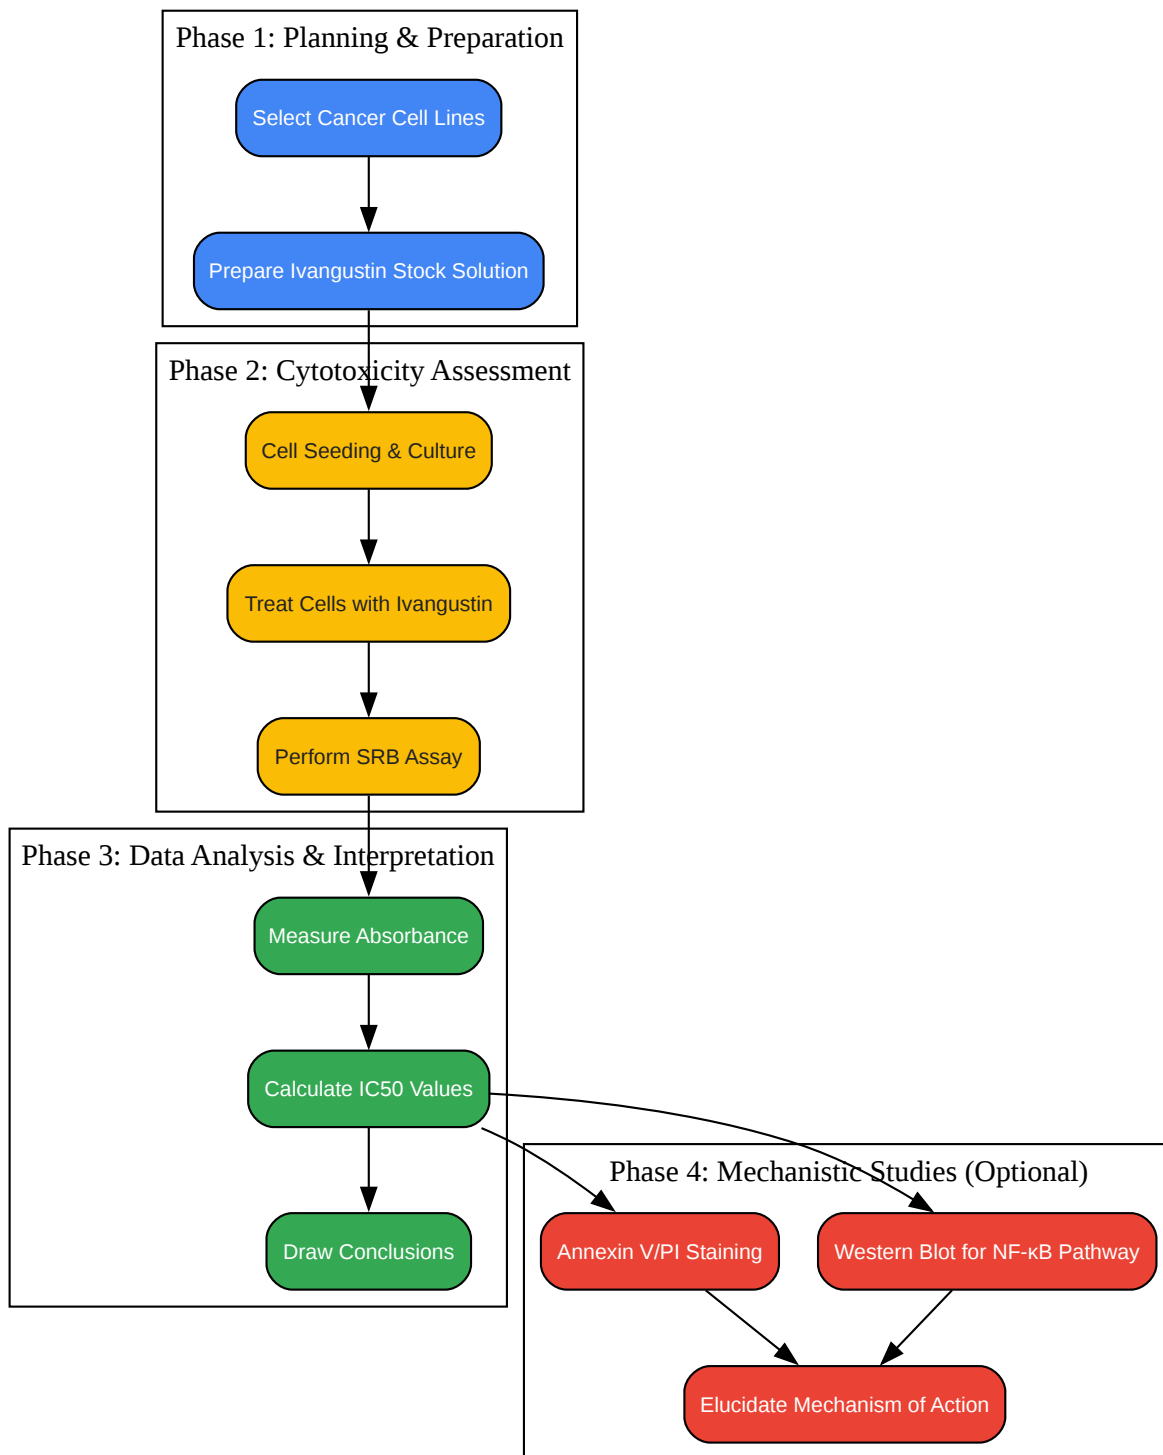 Phase 1: Planning & Preparation
Select Cancer Cell Lines
Prepare Ivangustin Stock Solution
Phase 2: Cytotoxicity Assessment
Cell Seeding & Culture
Treat Cells with Ivangustin
Perform SRB Assay
Phase 3: Data Analysis & Interpretation
Measure Absorbance
Calculate IC50 Values
Draw Conclusions
Phase 4: Mechanistic Studies (Optional)
Annexin V/PI Staining
Western Blot for NF-κB Pathway
Elucidate Mechanism of Action